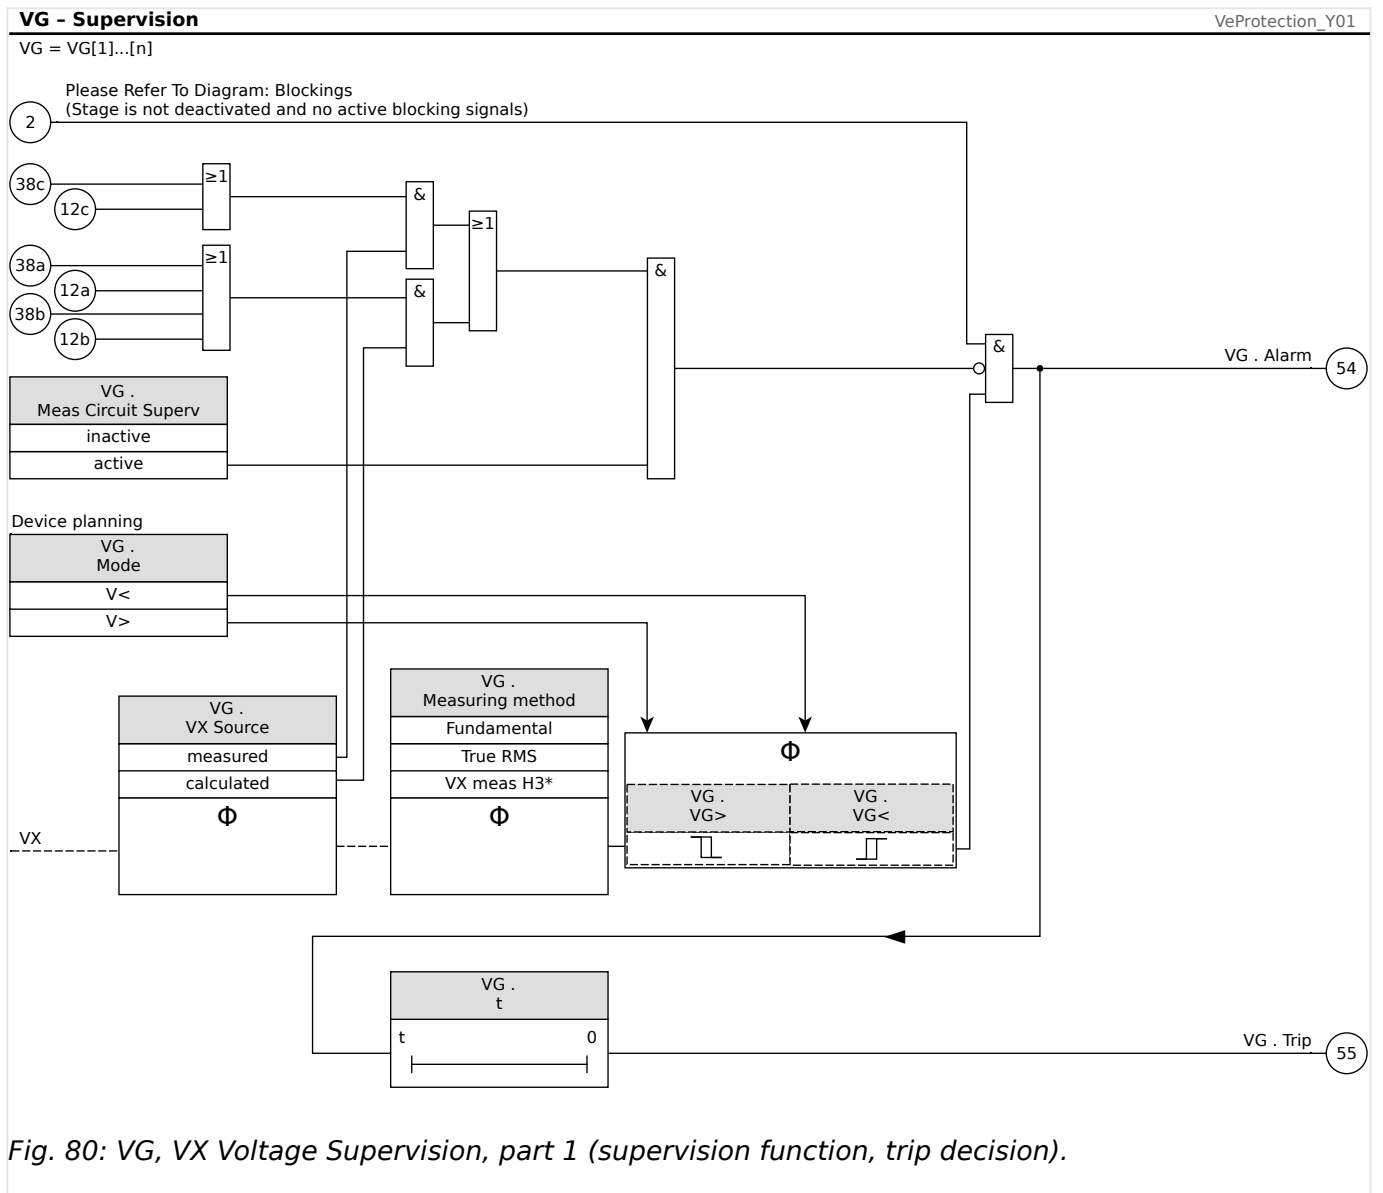 VG – Supervision
VeProtection_Y01
VG = VG[1]...[n]
Please Refer To Diagram: Blockings
(Stage is not deactivated and no active blocking signals)
2
38c
12c
≥1
&
≥1
38a
12a
38b
12b
≥1
&
&
&
VG . Alarm
54
VG .
Meas Circuit Superv
inactive
active
Device planning
VG .
Mode
V<
V>
VG .
VX Source
measured
calculated
Φ
VX
VG .
Measuring method
Fundamental
True RMS
VX meas H3*
Φ
Φ
VG .
VG>
VG .
VG<
VG .
t
t
0
VG . Trip
55
Fig. 80: VG, VX Voltage Supervision, part 1 (supervision function, trip decision).